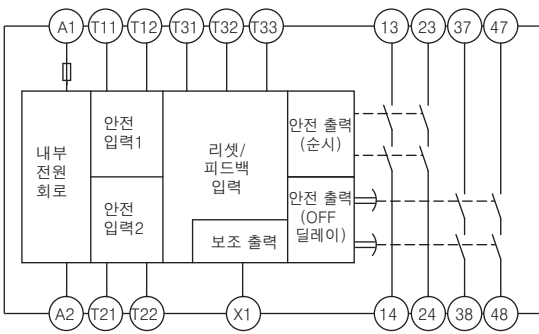 A1 T11 T12 T31 T32 T33 13 23 37 47
내부
전원
회로
안전
입력1
안전
입력2
리셋/
피드백
입력
보조 출력
안전 출력
(순시)
안전 출력
(OFF
딜레이)
A2 T21 T22 X1 14 24 38 48